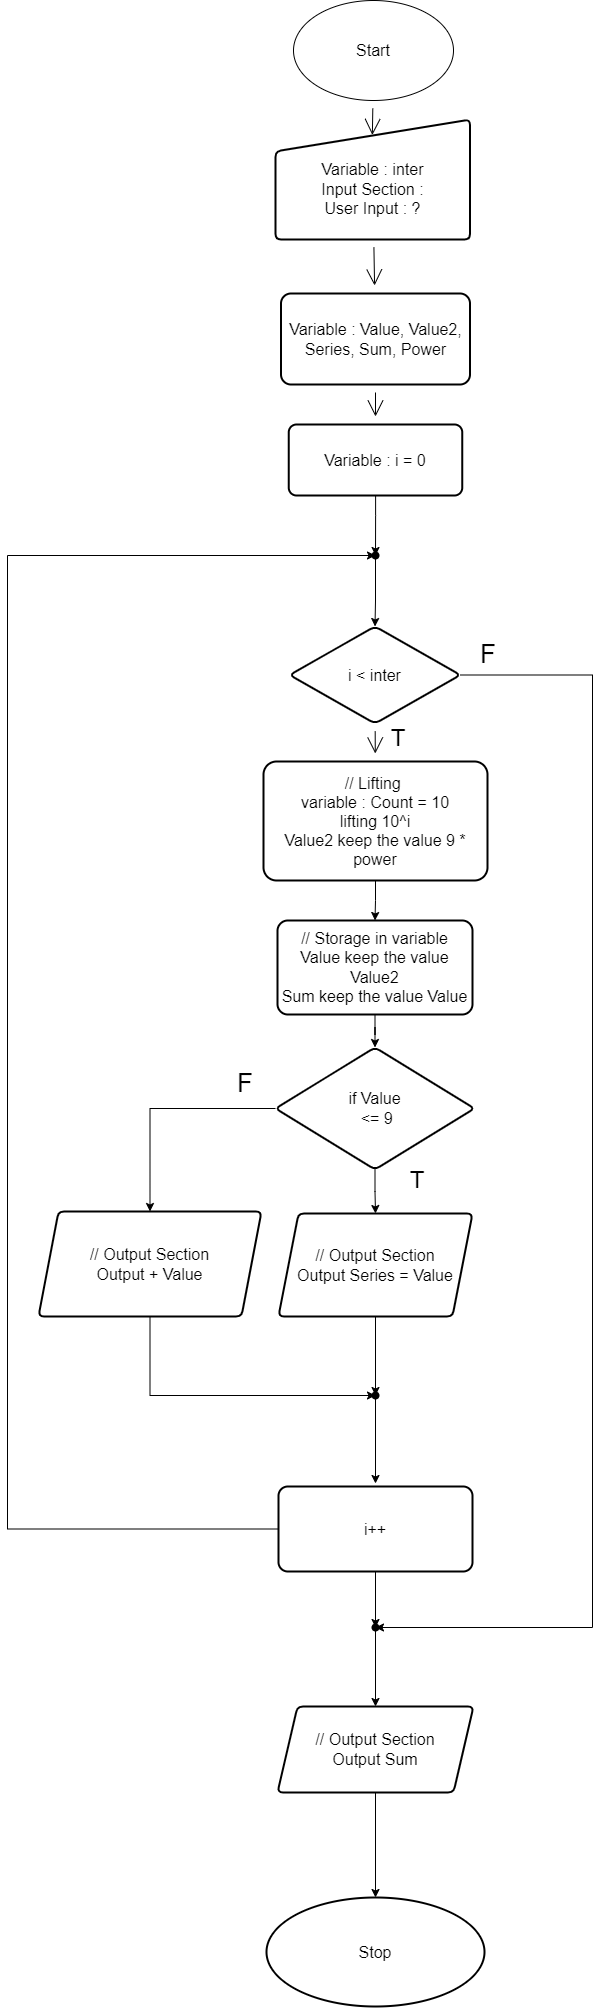 Start
Variable : inter
Input Section :
User Input : ?
Variable : Value, Value2,
Series, Sum, Power
Variable : i = 0
i < inter
F
T
// Lifting
variable : Count = 10
lifting 10^i
Value2 keep the value 9 *
power
// Storage in variable
Value keep the value
Value2
Sum keep the value Value
if Value
<= 9
F
T
// Output Section
Output + Value
// Output Section
Output Series = Value
i++
// Output Section
Output Sum
Stop